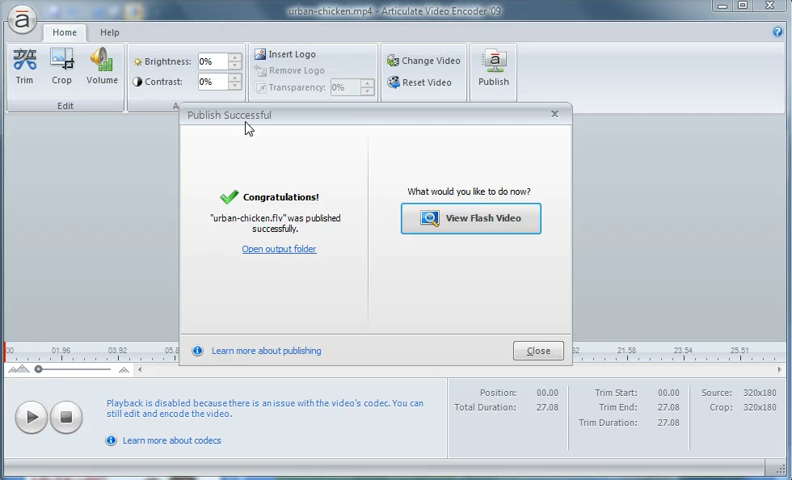 urban-chicken.mp4 - Articulate Video Encoder '09
Home Help
Trim Crop Volume
Edit
Brightness: 0%
Contrast: 0%
A
Insert Logo
Remove Logo
Transparency: 0%
Change Video
Reset Video
Publish
Publish Successful
Congratulations!
"urban-chicken.flv" was published
successfully.
Open output folder
What would you like to do now?
View Flash Video
Learn more about publishing
Close
00 01.96 03.92 05.8 62 21.58 23.54 25.51
Playback is disabled because there is an issue with the video's codec. You can
still edit and encode the video.
Learn more about codecs
Position: 00.00
Total Duration: 27.08
Trim Start: 00.00
Trim End: 27.08
Trim Duration: 27.08
Source: 320x180
Crop: 320x180